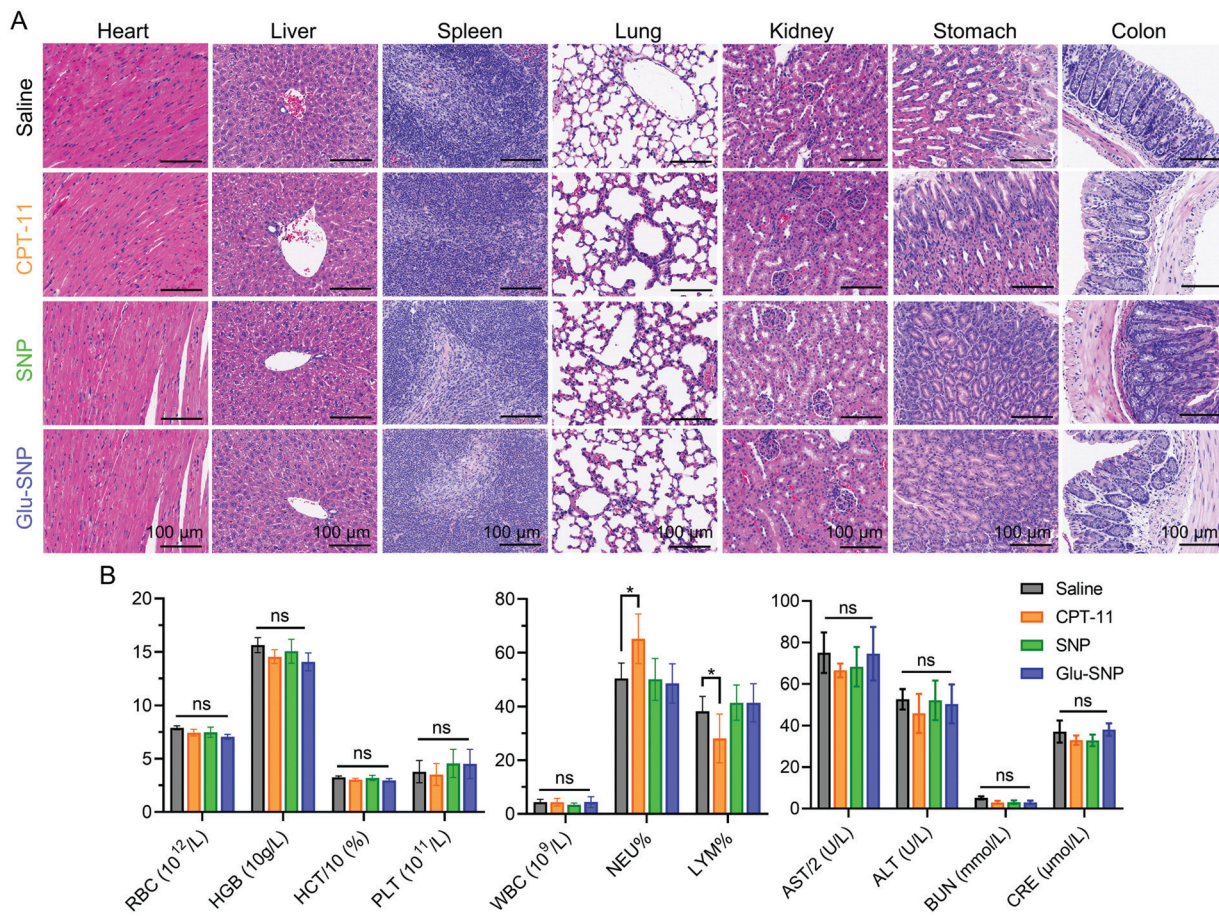 A
Heart Liver Spleen Lung Kidney Stomach Colon
Saline
CPT-11
SNP
Glu-SNP
100 µm 100 µm 100 µm 100 µm 100 µm 100 µm 100 µm
B
20
15
10
5
0
ns
ns
ns
ns
RBC (10¹²/L)
HGB (10g/L)
HCT/10 (%)
PLT (10¹¹/L)
80
60
40
20
0
ns
*
*
WBC (10⁹/L)
NEU%
LYM%
100
80
60
40
20
0
ns
ns
ns
ns
AST/2 (U/L)
ALT (U/L)
BUN (mmol/L)
CRE (µmol/L)
Saline
CPT-11
SNP
Glu-SNP